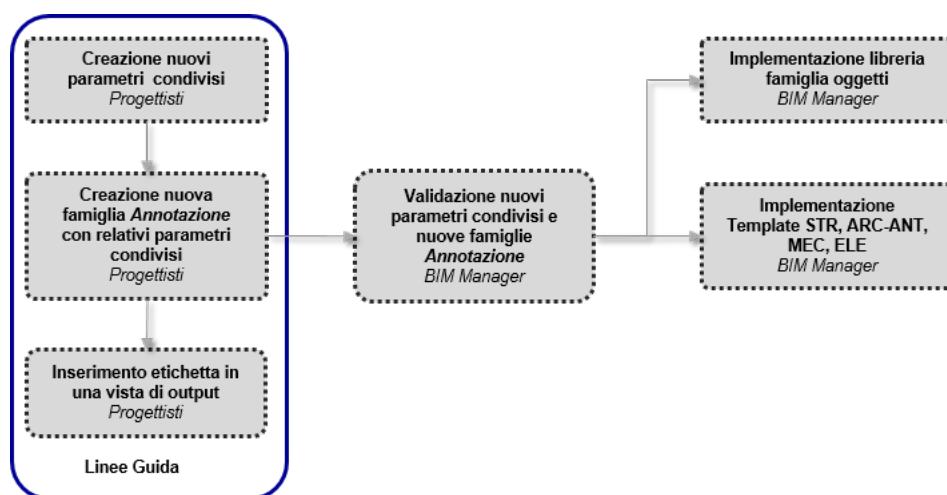 Creazione nuovi
parametri condivisi
Progettisti
Creazione nuova
famiglia Annotazione
con relativi parametri
condivisi
Progettisti
Inserimento etichetta in
una vista di output
Progettisti
Linee Guida
Validazione nuovi
parametri condivisi e
nuove famiglie
Annotazione
BIM Manager
Implementazione libreria
famiglia oggetti
BIM Manager
Implementazione
Template STR, ARC-ANT,
MEC, ELE
BIM Manager